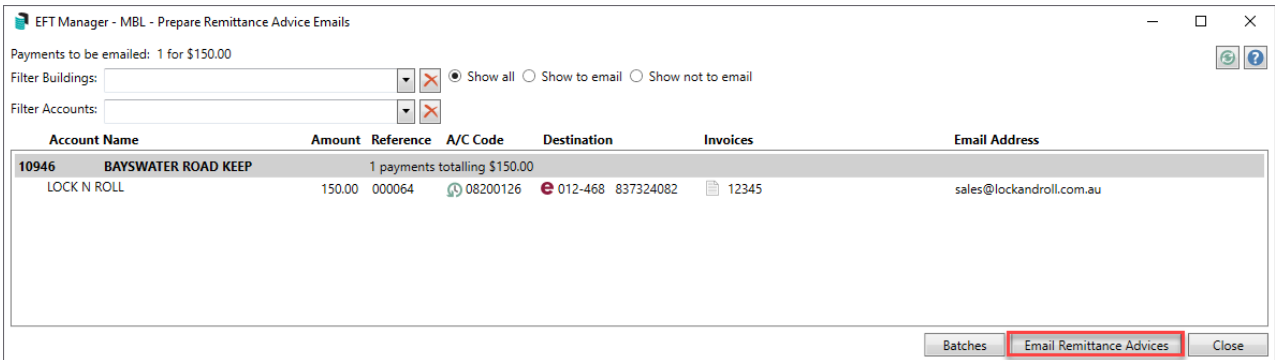 EFT Manager - MBL - Prepare Remittance Advice Emails
Payments to be emailed: 1 for $150.00
Filter Buildings: Show all Show to email Show not to email
Filter Accounts:
Account Name Amount Reference A/C Code Destination Invoices Email Address
10946 BAYSWATER ROAD KEEP 1 payments totalling $150.00
LOCK N ROLL 150.00 000064 08200126 012-468 837324082 12345 sales@lockandroll.com.au
Batches Email Remittance Advices Close